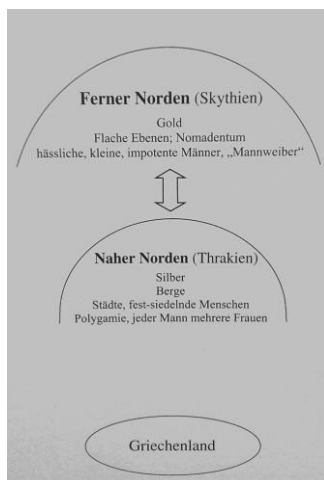 Ferner Norden (Skythien)
Gold
Flache Ebenen; Nomadentum
hässliche, kleine, impotente Männer, „Mannweiber“
Naher Norden (Thrakien)
Silber
Berge
Städte, fest-siedelnde Menschen
Polygamie, jeder Mann mehrere Frauen
Griechenland